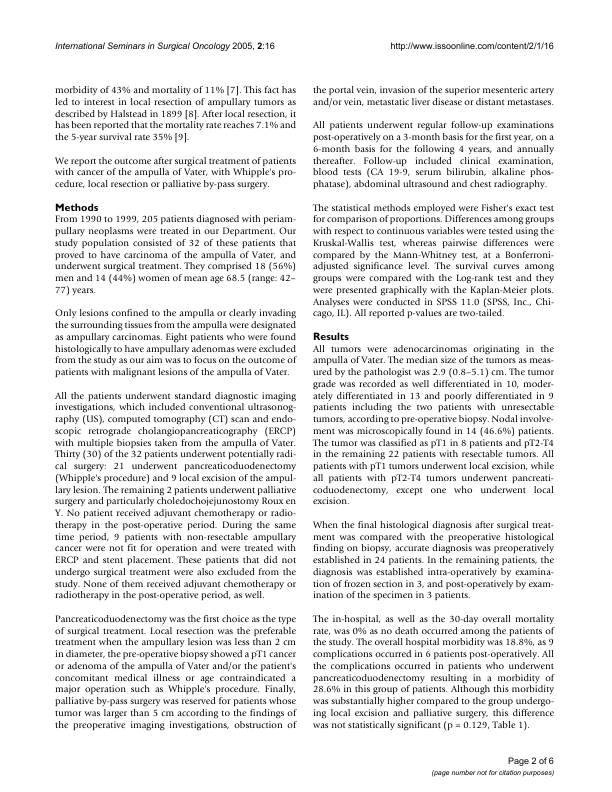 International Seminars in Surgical Oncology 2005, 2:16
http://www.issoonline.com/content/2/1/16
morbidity of 43% and mortality of 11% [7]. This fact has
led to interest in local resection of ampullary tumors as
described by Halstead in 1899 [8]. After local resection, it
has been reported that the mortality rate reaches 7.1% and
the 5-year survival rate 35% [9].
We report the outcome after surgical treatment of patients
with cancer of the ampulla of Vater, with Whipple's pro-
cedure, local resection or palliative by-pass surgery.
Methods
From 1990 to 1999, 205 patients diagnosed with periam-
pullary neoplasms were treated in our Department. Our
study population consisted of 32 of these patients that
proved to have carcinoma of the ampulla of Vater, and
underwent surgical treatment. They comprised 18 (56%)
men and 14 (44%) women of mean age 68.5 (range: 42–
77) years.
Only lesions confined to the ampulla or clearly invading
the surrounding tissues from the ampulla were designated
as ampullary carcinomas. Eight patients who were found
histologically to have ampullary adenomas were excluded
from the study as our aim was to focus on the outcome of
patients with malignant lesions of the ampulla of Vater.
All the patients underwent standard diagnostic imaging
investigations, which included conventional ultrasonog-
raphy (US), computed tomography (CT) scan and endo-
scopic retrograde cholangiopancreaticography (ERCP)
with multiple biopsies taken from the ampulla of Vater.
Thirty (30) of the 32 patients underwent potentially radi-
cal surgery: 21 underwent pancreaticoduodenectomy
(Whipple's procedure) and 9 local excision of the ampul-
lary lesion. The remaining 2 patients underwent palliative
surgery and particularly choledochojejunostomy Roux en
Y. No patient received adjuvant chemotherapy or radio-
therapy in the post-operative period. During the same
time period, 9 patients with non-resectable ampullary
cancer were not fit for operation and were treated with
ERCP and stent placement. These patients that did not
undergo surgical treatment were also excluded from the
study. None of them received adjuvant chemotherapy or
radiotherapy in the post-operative period, as well.
Pancreaticoduodenectomy was the first choice as the type
of surgical treatment. Local resection was the preferable
treatment when the ampullary lesion was less than 2 cm
in diameter, the pre-operative biopsy showed a pT1 cancer
or adenoma of the ampulla of Vater and/or the patient's
concomitant medical illness or age contraindicated a
major operation such as Whipple's procedure. Finally,
palliative by-pass surgery was reserved for patients whose
tumor was larger than 5 cm according to the findings of
the preoperative imaging investigations, obstruction of
the portal vein, invasion of the superior mesenteric artery
and/or vein, metastatic liver disease or distant metastases.
All patients underwent regular follow-up examinations
post-operatively on a 3-month basis for the first year, on a
6-month basis for the following 4 years, and annually
thereafter. Follow-up included clinical examination,
blood tests (CA 19-9, serum bilirubin, alkaline phos-
phatase), abdominal ultrasound and chest radiography.
The statistical methods employed were Fisher's exact test
for comparison of proportions. Differences among groups
with respect to continuous variables were tested using the
Kruskal-Wallis test, whereas pairwise differences were
compared by the Mann-Whitney test, at a Bonferroni-
adjusted significance level. The survival curves among
groups were compared with the Log-rank test and they
were presented graphically with the Kaplan-Meier plots.
Analyses were conducted in SPSS 11.0 (SPSS, Inc., Chi-
cago, IL). All reported p-values are two-tailed.
Results
All tumors were adenocarcinomas originating in the
ampulla of Vater. The median size of the tumors as meas-
ured by the pathologist was 2.9 (0.8–5.1) cm. The tumor
grade was recorded as well differentiated in 10, moder-
ately differentiated in 13 and poorly differentiated in 9
patients including the two patients with unresectable
tumors, according to pre-operative biopsy. Nodal involve-
ment was microscopically found in 14 (46.6%) patients.
The tumor was classified as pT1 in 8 patients and pT2-T4
in the remaining 22 patients with resectable tumors. All
patients with pT1 tumors underwent local excision, while
all patients with pT2-T4 tumors underwent pancreati-
coduodenectomy, except one who underwent local
excision.
When the final histological diagnosis after surgical treat-
ment was compared with the preoperative histological
finding on biopsy, accurate diagnosis was preoperatively
established in 24 patients. In the remaining patients, the
diagnosis was established intra-operatively by examina-
tion of frozen section in 3, and post-operatively by exam-
ination of the specimen in 3 patients.
The in-hospital, as well as the 30-day overall mortality
rate, was 0% as no death occurred among the patients of
the study. The overall hospital morbidity was 18.8%, as 9
complications occurred in 6 patients post-operatively. All
the complications occurred in patients who underwent
pancreaticoduodenectomy resulting in a morbidity of
28.6% in this group of patients. Although this morbidity
was substantially higher compared to the group undergo-
ing local excision and palliative surgery, this difference
was not statistically significant (p = 0.129, Table 1).
Page 2 of 6
(page number not for citation purposes)